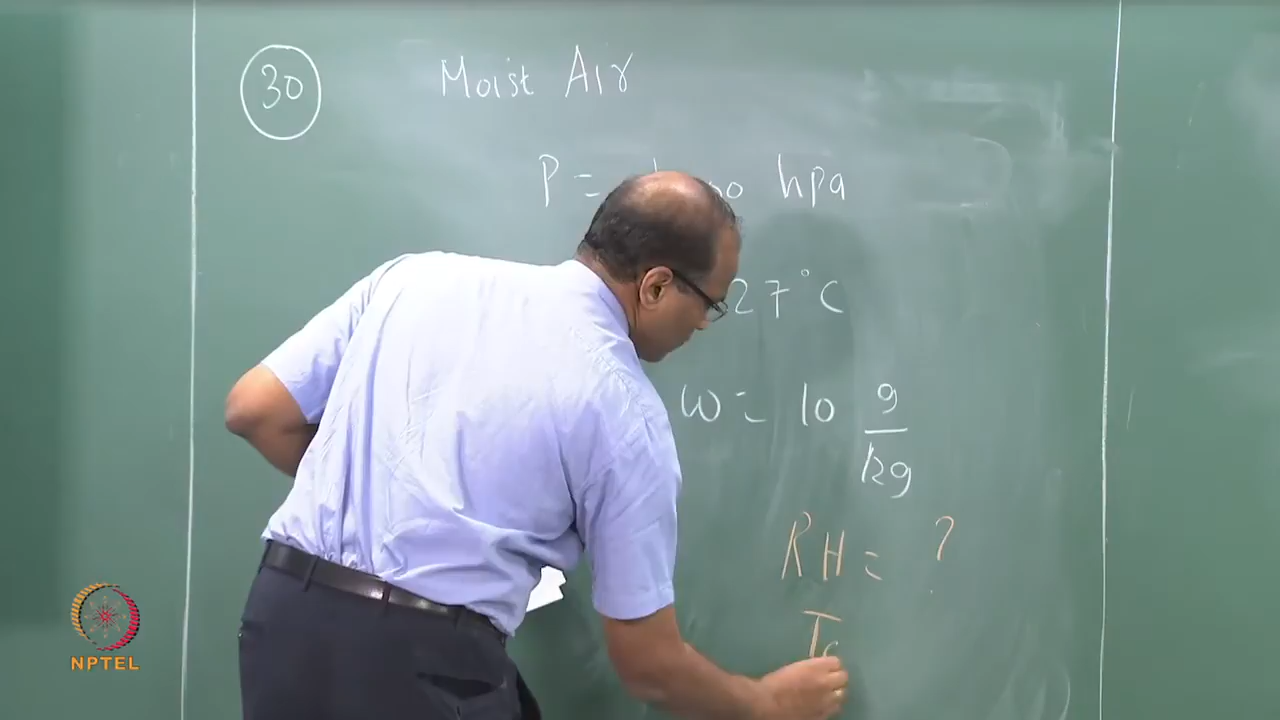 30
Moist Air
P = hpa
27°C
ω = 10 g/kg
RH = ?
NPTEL